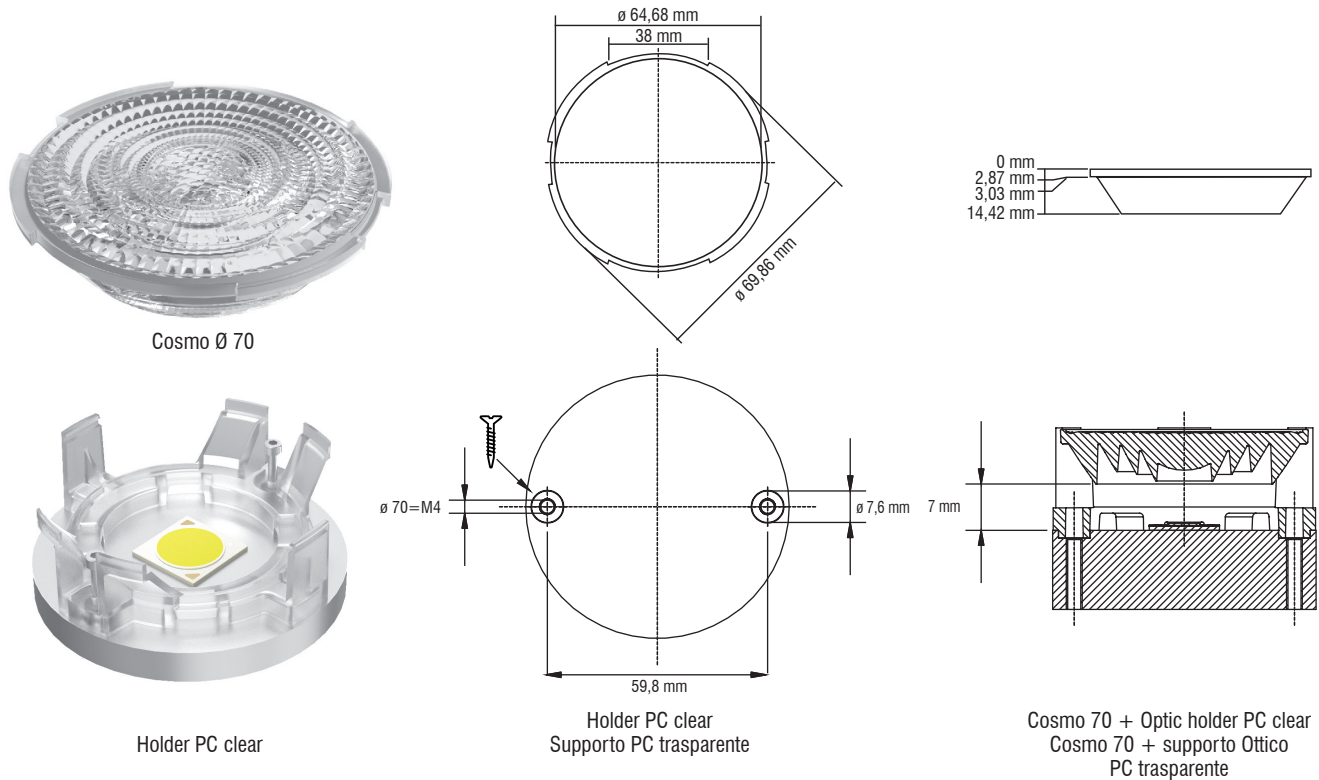 ø 64,68 mm
38 mm
ø 69,86 mm
0 mm
2,87 mm
3,03 mm
14,42 mm
Cosmo Ø 70
ø 70=M4
ø 7,6 mm
7 mm
59,8 mm
Holder PC clear
Holder PC clear
Supporto PC trasparente
Cosmo 70 + Optic holder PC clear
Cosmo 70 + supporto Ottico
PC trasparente